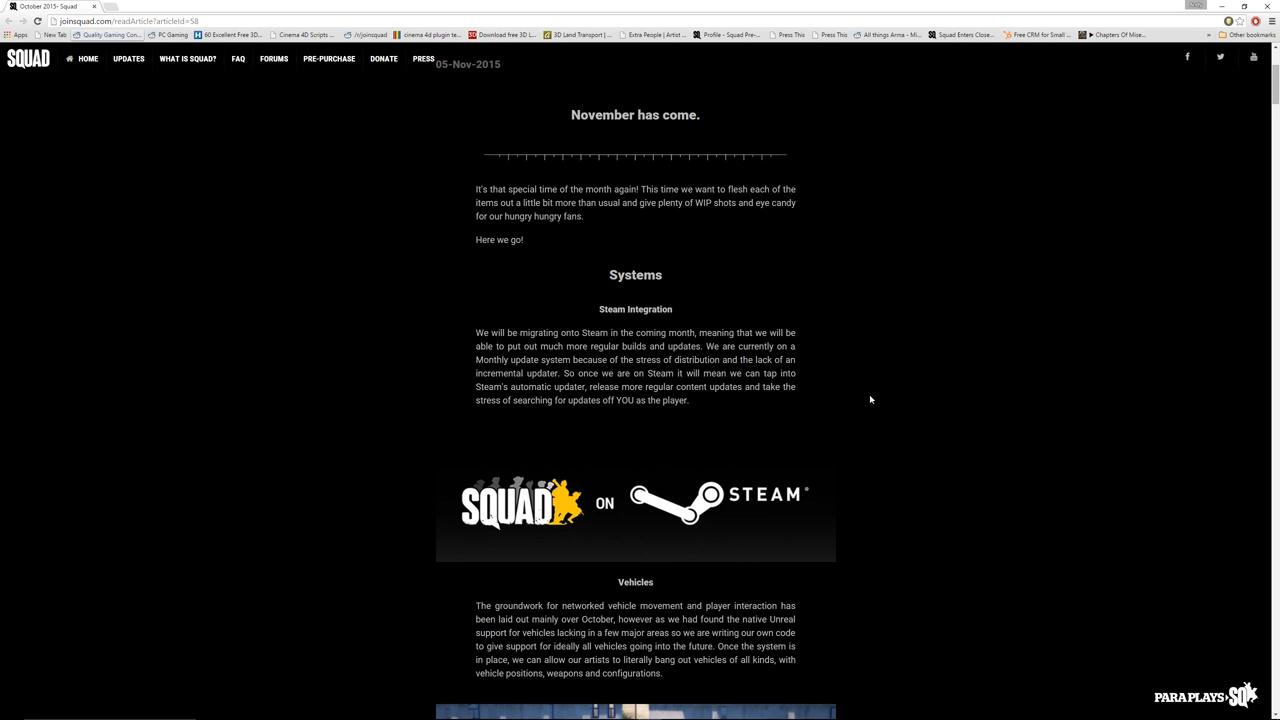 October 2015- Squad
joinsquad.com/readArticle?articleId=58
Apps New Tab Quality Gaming Con... PC Gaming 60 Excellent Free 3D... Cinema 4D Scripts ... /r/joinsquad cinema 4d plugin te... Download free 3D L... 3D Land Transport | ... Extra People | Artist ... Profile - Squad Pre-... Press This Press This All things Arma - Mi... Squad Enters Close... Free CRM for Small ... ▶ Chapters Of Mise... » Other bookmarks
SQUAD HOME UPDATES WHAT IS SQUAD? FAQ FORUMS PRE-PURCHASE DONATE PRESS
05-Nov-2015
November has come.
It's that special time of the month again! This time we want to flesh each of the
items out a little bit more than usual and give plenty of WIP shots and eye candy
for our hungry hungry fans.
Here we go!
Systems
Steam Integration
We will be migrating onto Steam in the coming month, meaning that we will be
able to put out much more regular builds and updates. We are currently on a
Monthly update system because of the stress of distribution and the lack of an
incremental updater. So once we are on Steam it will mean we can tap into
Steam's automatic updater, release more regular content updates and take the
stress of searching for updates off YOU as the player.
SQUAD ON STEAM®
Vehicles
The groundwork for networked vehicle movement and player interaction has
been laid out mainly over October, however as we had found the native Unreal
support for vehicles lacking in a few major areas so we are writing our own code
to give support for ideally all vehicles going into the future. Once the system is
in place, we can allow our artists to literally bang out vehicles of all kinds, with
vehicle positions, weapons and configurations.
PARAPLAYS SQ